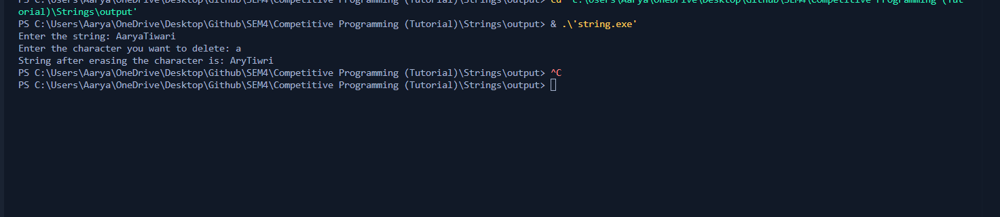 PS C:\Users\Aarya\OneDrive\Desktop\Github\SEM4\Competitive Programming (Tutorial)\Strings\output> cd 'c:\Users\Aarya\OneDrive\Desktop\Github\SEM4\Competitive Programming (Tut
orial)\Strings\output'
PS C:\Users\Aarya\OneDrive\Desktop\Github\SEM4\Competitive Programming (Tutorial)\Strings\output> & .\'string.exe'
Enter the string: AaryaTiwari
Enter the character you want to delete: a
String after erasing the character is: AryTiwri
PS C:\Users\Aarya\OneDrive\Desktop\Github\SEM4\Competitive Programming (Tutorial)\Strings\output> ^C
PS C:\Users\Aarya\OneDrive\Desktop\Github\SEM4\Competitive Programming (Tutorial)\Strings\output>